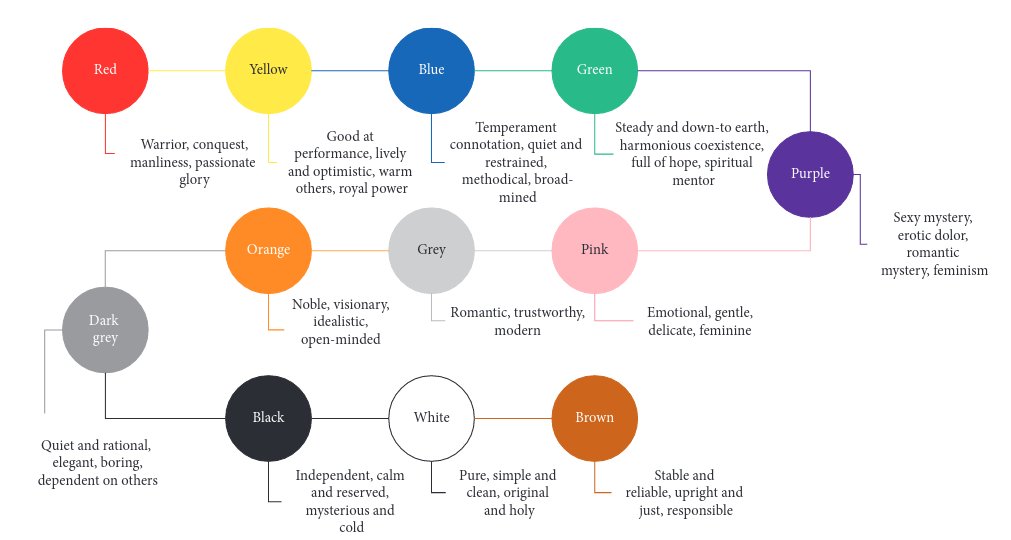 Red
Yellow
Blue
Green
Purple
Warrior, conquest,
manliness, passionate
glory
Good at
performance, lively
and optimistic, warm
others, royal power
Temperament
connotation, quiet and
restrained,
methodical, broad-
mined
Steady and down-to earth,
harmonious coexistence,
full of hope, spiritual
mentor
Sexy mystery,
erotic dolor,
romantic
mystery, feminism
Orange
Grey
Pink
Noble, visionary,
idealistic,
open-minded
Romantic, trustworthy,
modern
Emotional, gentle,
delicate, feminine
Dark
grey
Quiet and rational,
elegant, boring,
dependent on others
Black
White
Brown
Independent, calm
and reserved,
mysterious and
cold
Pure, simple and
clean, original
and holy
Stable and
reliable, upright and
just, responsible